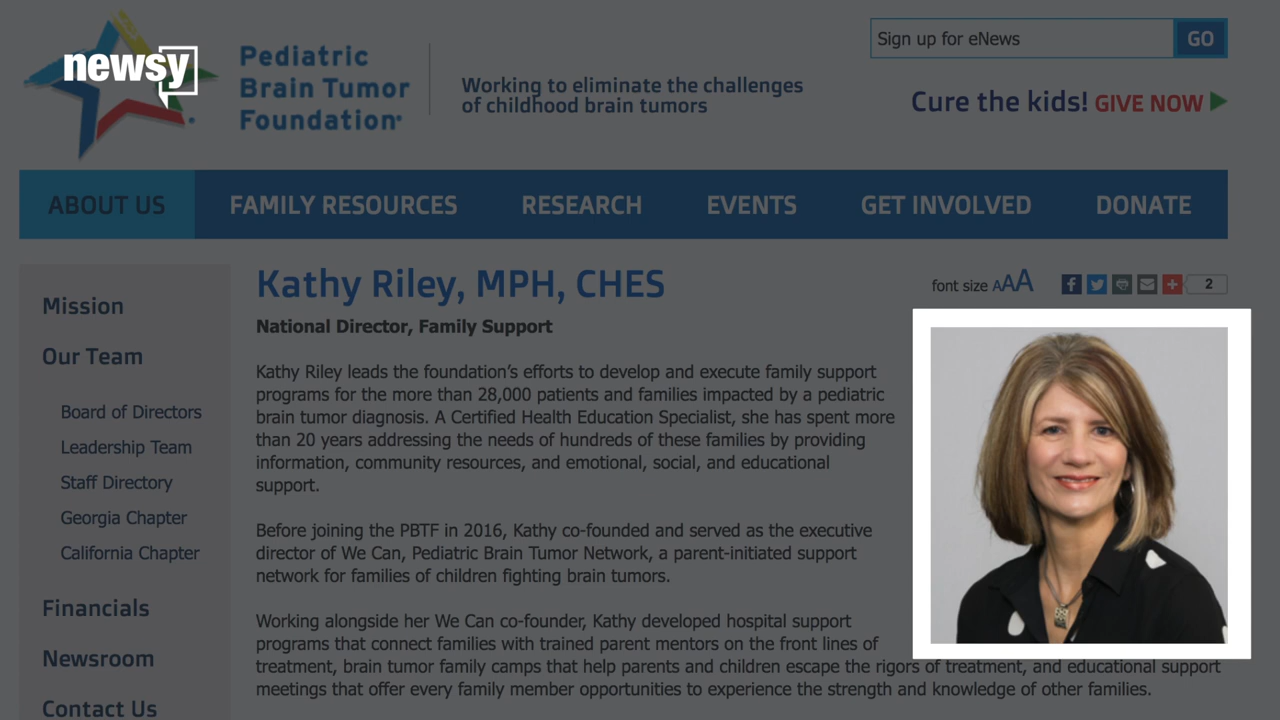 newsy
Pediatric
Brain Tumor
Foundation
Working to eliminate the challenges
of childhood brain tumors
Sign up for eNews
GO
Cure the kids! GIVE NOW
ABOUT US
FAMILY RESOURCES
RESEARCH
EVENTS
GET INVOLVED
DONATE
Mission
Our Team
Board of Directors
Leadership Team
Staff Directory
Georgia Chapter
California Chapter
Financials
Newsroom
Contact Us
Kathy Riley, MPH, CHES
font size AAA
2
National Director, Family Support
Kathy Riley leads the foundation’s efforts to develop and execute family support
programs for the more than 28,000 patients and families impacted by a pediatric
brain tumor diagnosis. A Certified Health Education Specialist, she has spent more
than 20 years addressing the needs of hundreds of these families by providing
information, community resources, and emotional, social, and educational
support.
Before joining the PBTF in 2016, Kathy co-founded and served as the executive
director of We Can, Pediatric Brain Tumor Network, a parent-initiated support
network for families of children fighting brain tumors.
Working alongside her We Can co-founder, Kathy developed hospital support
programs that connect families with trained parent mentors on the front lines of
treatment, brain tumor family camps that help parents and children escape the rigors of treatment, and educational support
meetings that offer every family member opportunities to experience the strength and knowledge of other families.